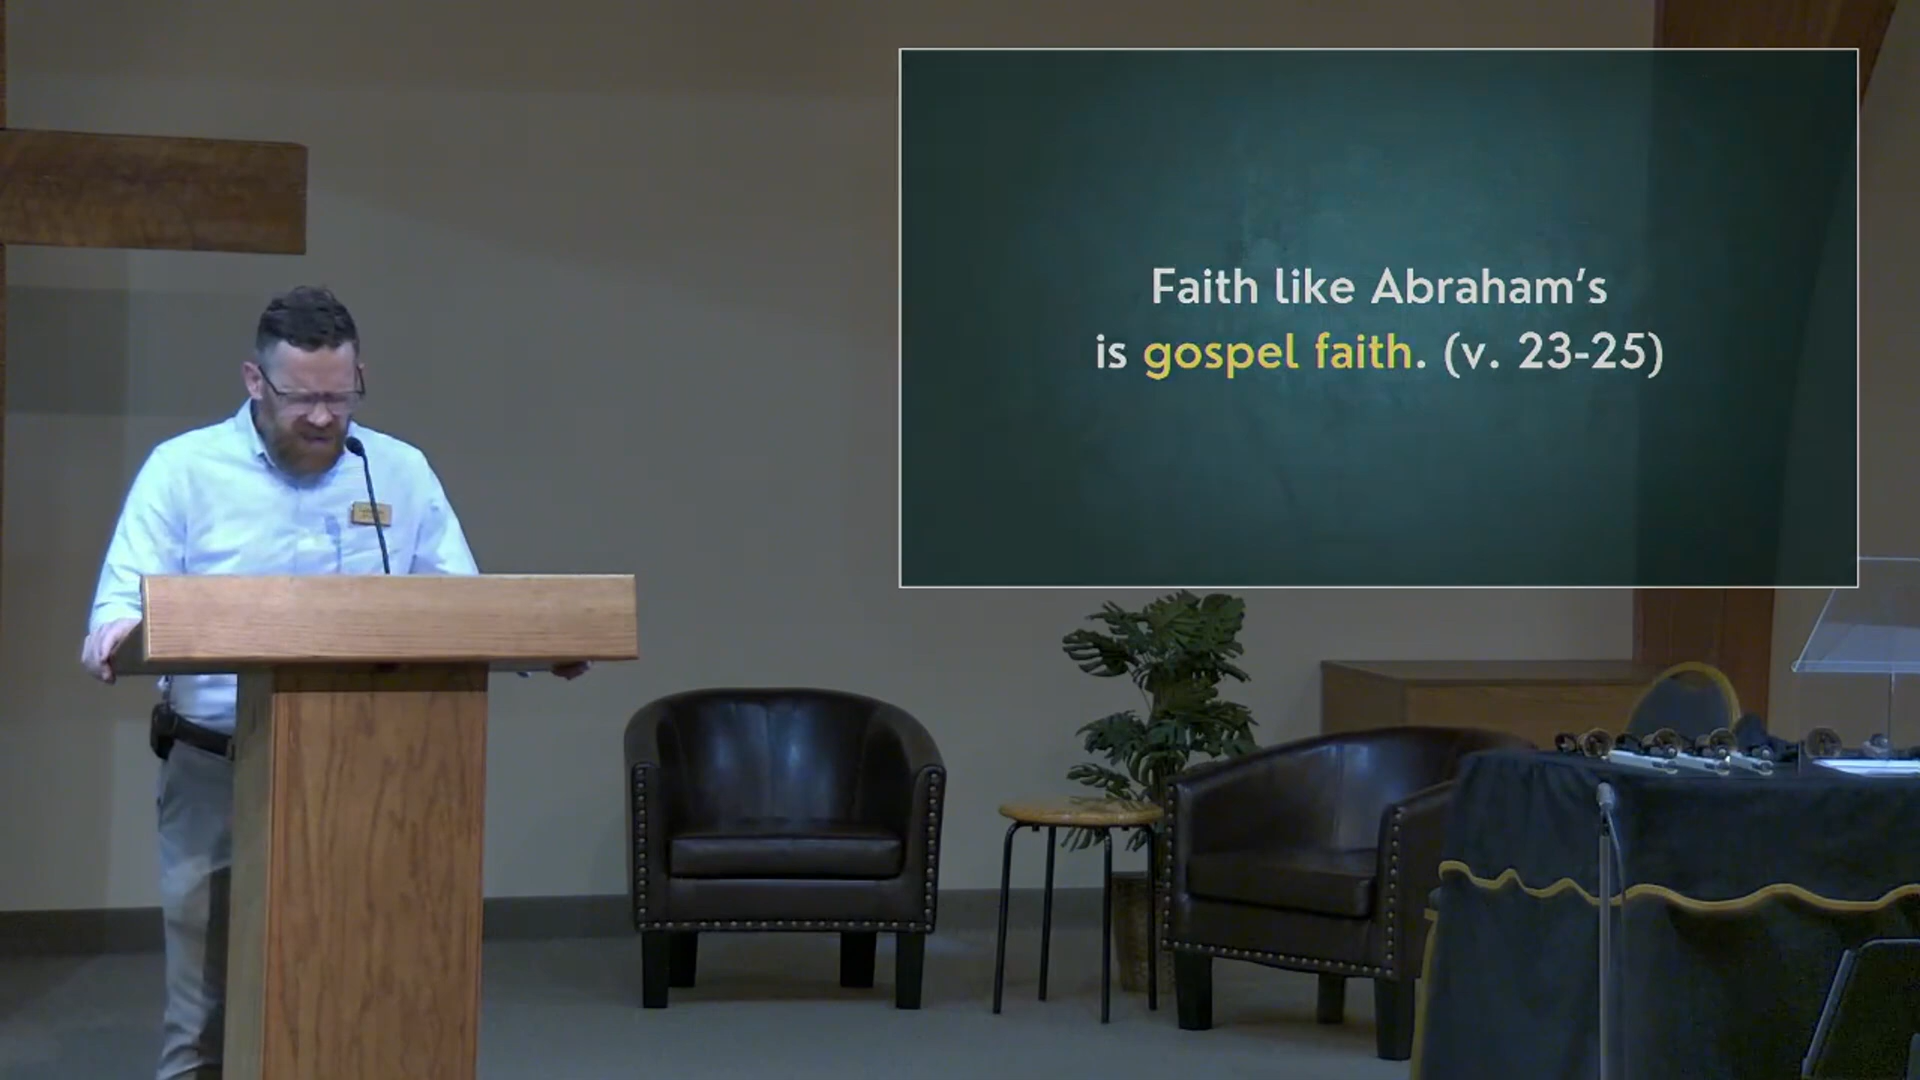 Faith like Abraham's
is gospel faith. (v. 23-25)